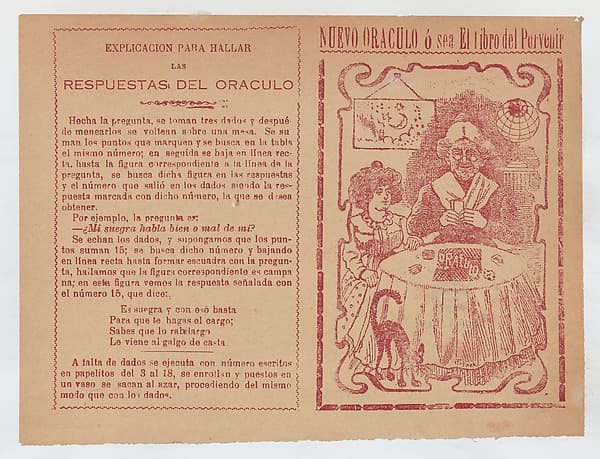 EXPLICACION PARA HALLAR
LAS
RESPUESTAS DEL ORACULO
Hecha la pregunta, se toman tres dados y despué-
de menearlos se voltean sobre una mesa. Se su
man los puntos que marquen y se busca en la tabla
el mismo número; en seguida se baja en línea rec-
ta, hasta la figura correspondiente a la línea de la
pregunta, se busca dicha figura en las respuestas
y el número que salió en los dados siendo la res-
puesta marcada con dicho número, la que se desea
obtener.
Por ejemplo, la pregunta es:
—¿Mi suegra habla bien o mal de mí?
Se echan los dados, y supongamos que los pun-
tos suman 15; se busca dicho número y bajando
en línea recta hasta formar escuadra con la pregun-
ta, hallamos que la figura correspondiente es campa
na; en esta figura vemos la respuesta señalada con
el número 15, que dice:
Es suegra y con eso basta
Para que te hagas el cargo;
Sabes que lo rabilargo
Le viene al galgo de casta.
A falta de dados se ejecuta con número escritos
en papelitos del 3 al 18, se enrollan y puestos en
un vaso se sacan al azar, procediendo del mismo
modo que con los dados.
NUEVO ORACULO ó sea El Libro del Porvenir